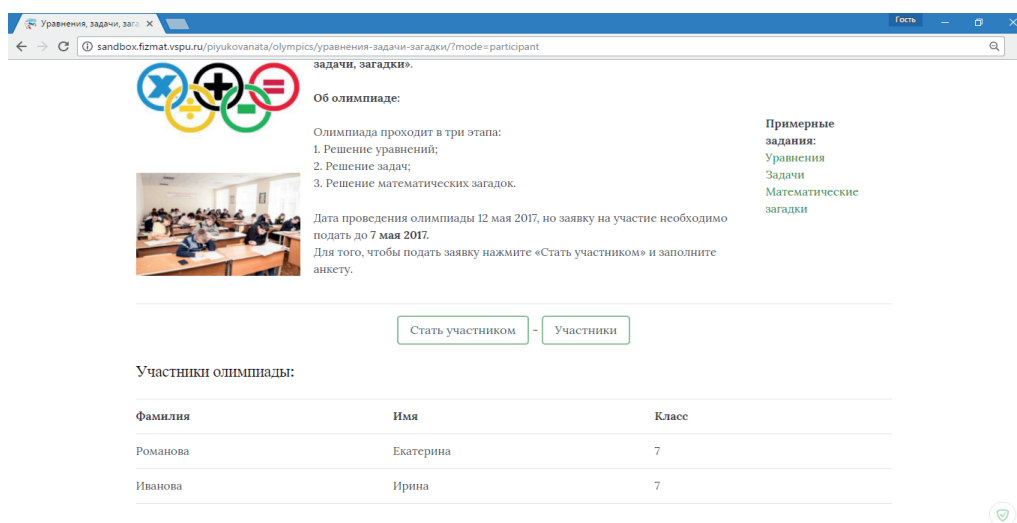 Уравнения, задачи, зага
Гость
sandbox.fizmat.vspu.ru/piyukovanata/olympics/уравнения-задачи-загадки/?mode=participant
задачи, загадки».
Об олимпиаде:
Олимпиада проходит в три этапа:
1. Решение уравнений;
2. Решение задач;
3. Решение математических загадок.
Дата проведения олимпиады 12 мая 2017, но заявку на участие необходимо
подать до 7 мая 2017.
Для того, чтобы подать заявку нажмите «Стать участником» и заполните
анкету.
Примерные
задания:
Уравнения
Задачи
Математические
загадки
Стать участником - Участники
Участники олимпиады:
Фамилия Имя Класс
Романова Екатерина 7
Иванова Ирина 7